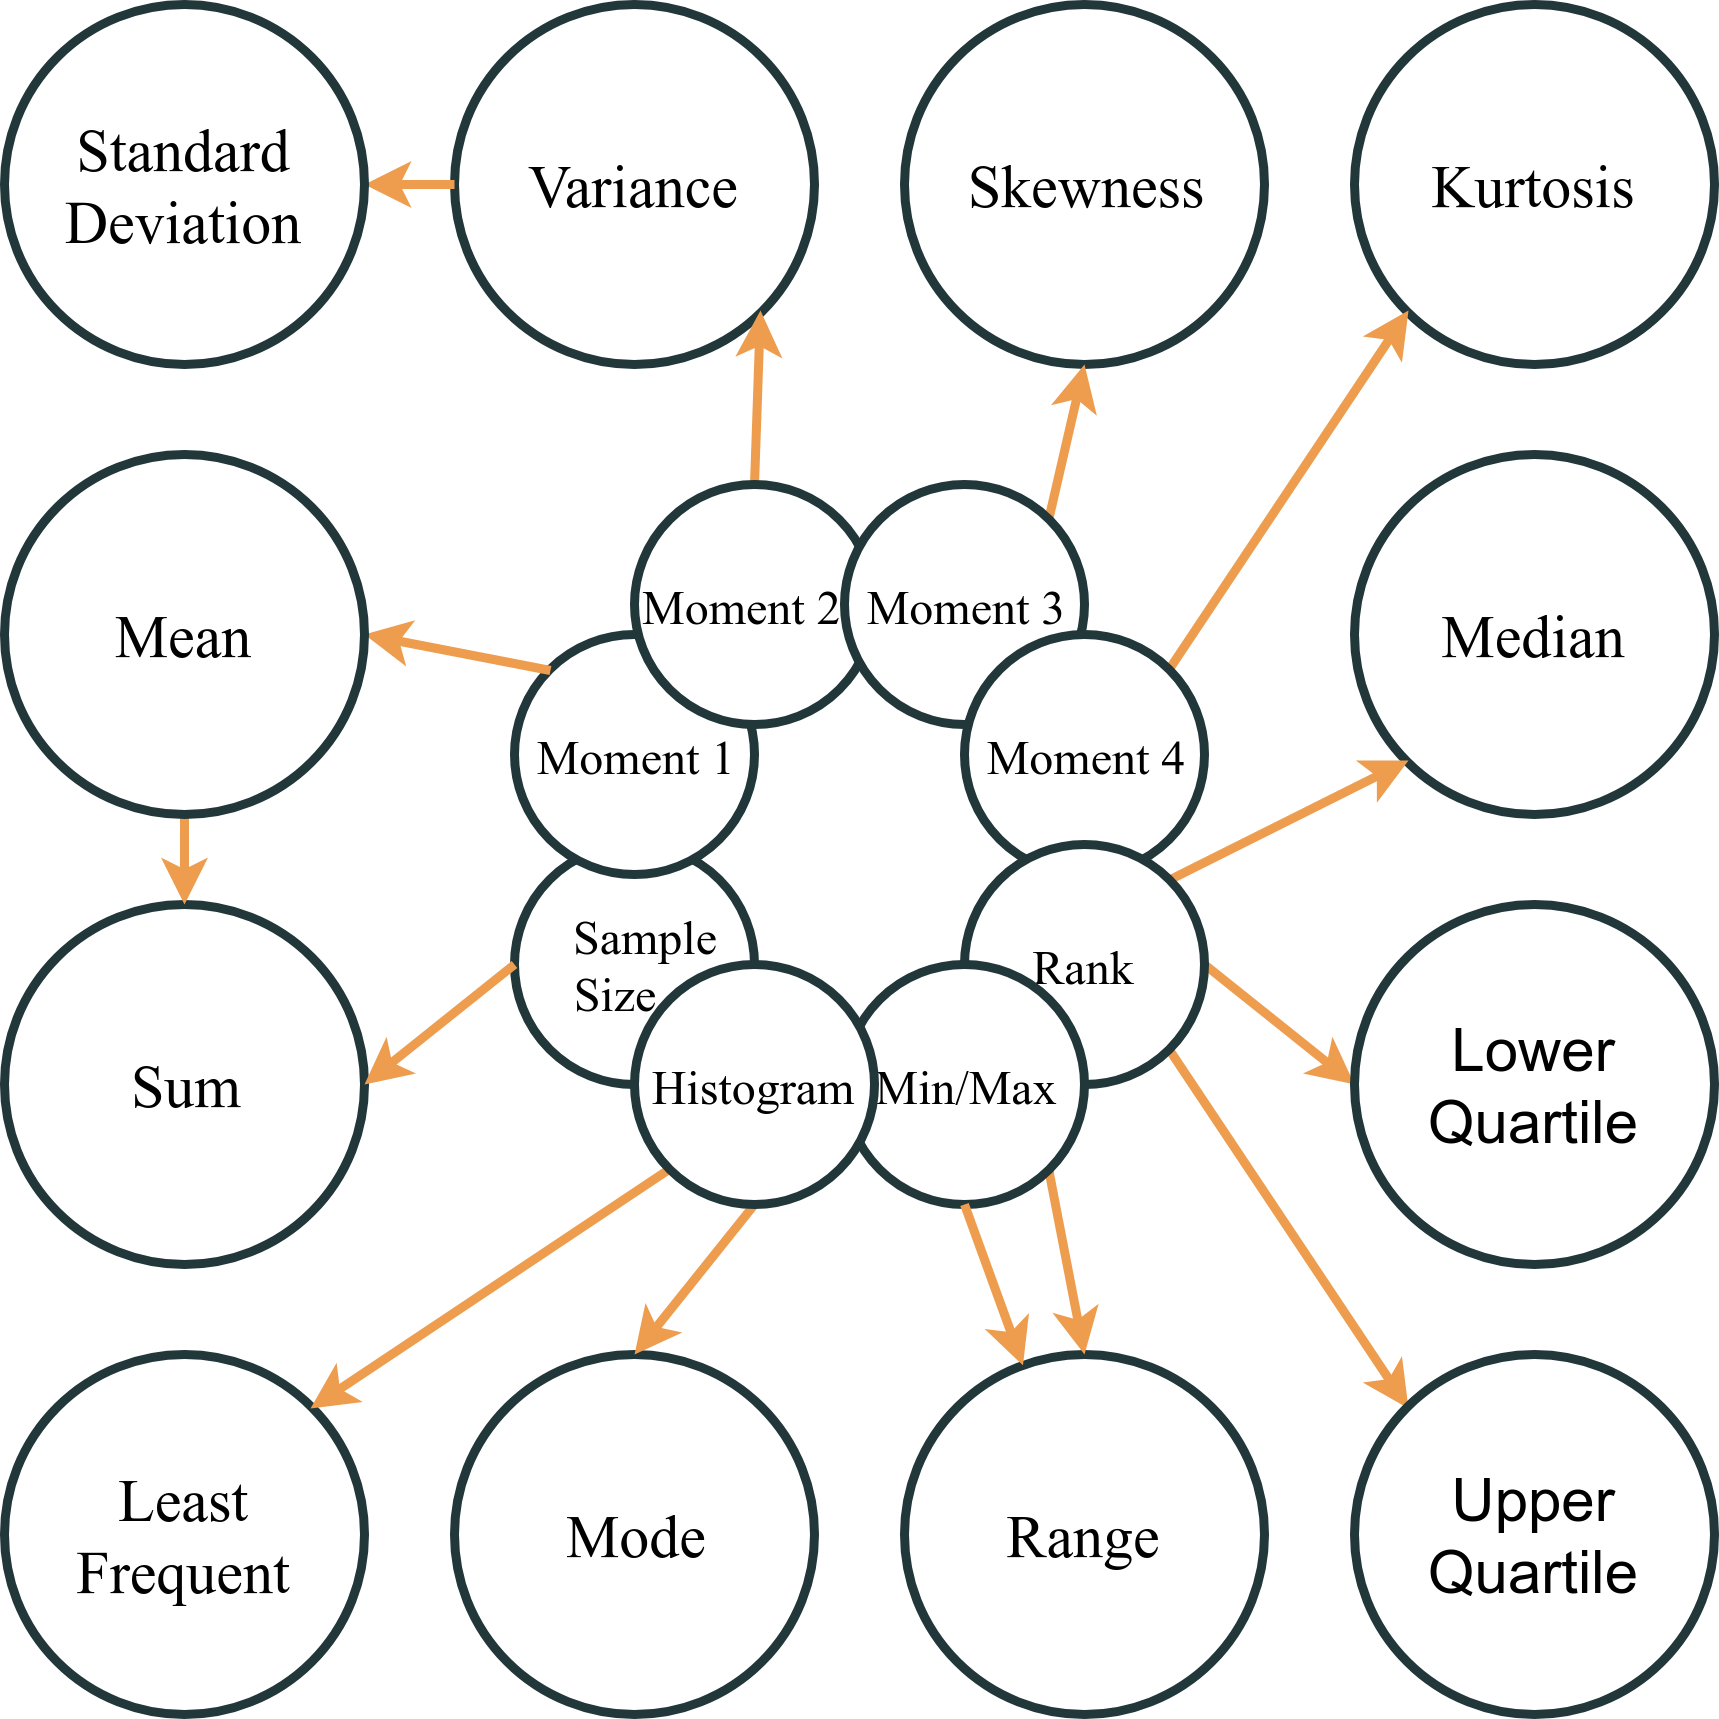 Standard
Deviation
Variance
Skewness
Kurtosis
Mean
Moment 2
Moment 3
Median
Moment 1
Moment 4
Sample
Size
Rank
Sum
Histogram
Min/Max
Lower
Quartile
Least
Frequent
Mode
Range
Upper
Quartile